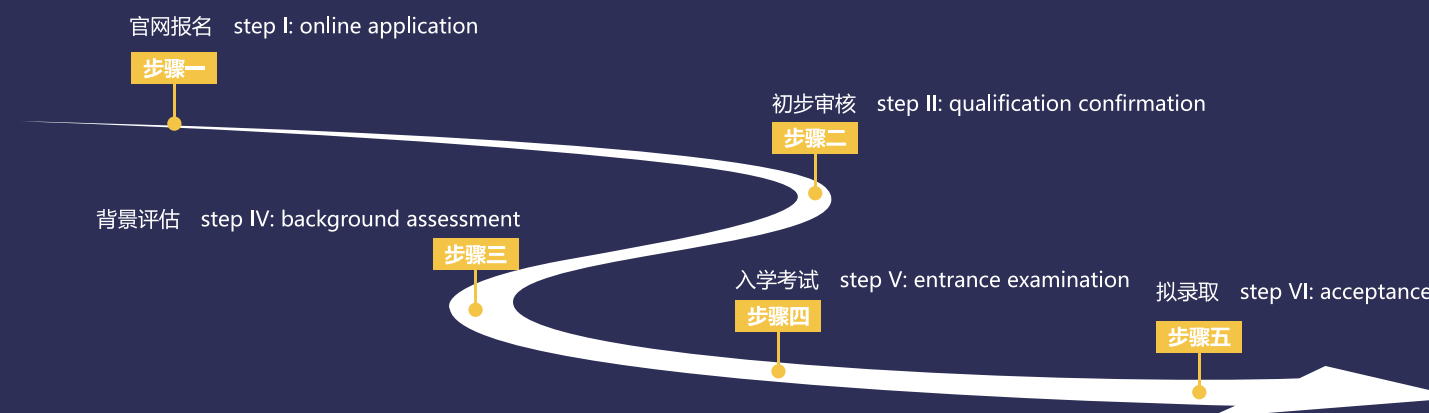 官网报名 step I: online application
步骤一
初步审核 step II: qualification confirmation
步骤二
背景评估 step IV: background assessment
步骤三
入学考试 step V: entrance examination
步骤四
拟录取 step VI: acceptance
步骤五